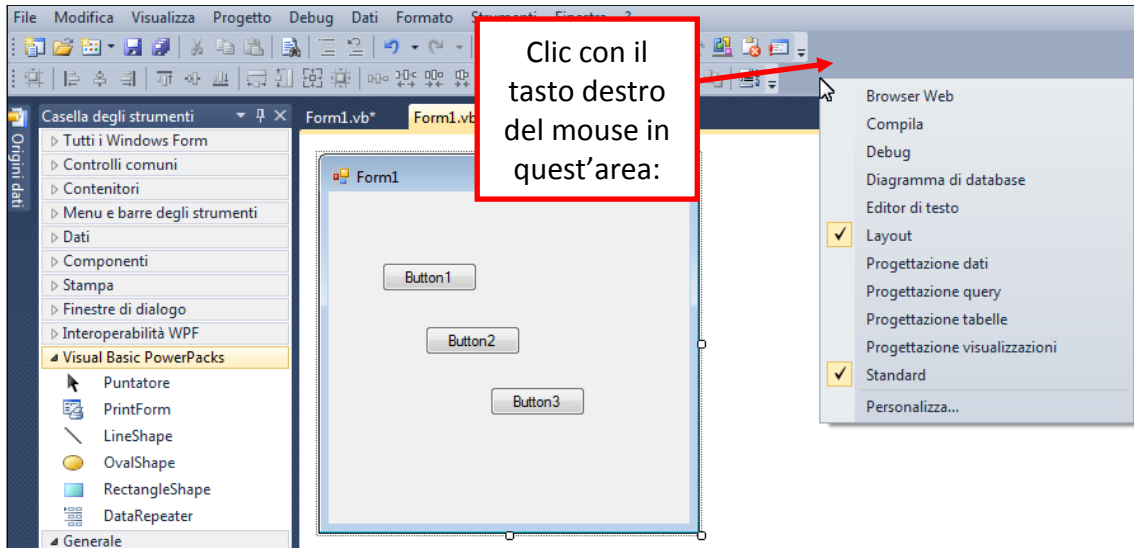 File Modifica Visualizza Progetto Debug Dati Formato Strumenti Finestra ?
Clic con il
tasto destro
del mouse in
quest'area:
Origini dati
Casella degli strumenti
Tutti i Windows Form
Controlli comuni
Contenitori
Menu e barre degli strumenti
Dati
Componenti
Stampa
Finestre di dialogo
Interoperabilità WPF
Visual Basic PowerPacks
Puntatore
PrintForm
LineShape
OvalShape
RectangleShape
DataRepeater
Generale
Form1.vb* Form1.vb
Form1
Button1
Button2
Button3
Browser Web
Compila
Debug
Diagramma di database
Editor di testo
Layout
Progettazione dati
Progettazione query
Progettazione tabelle
Progettazione visualizzazioni
Standard
Personalizza...